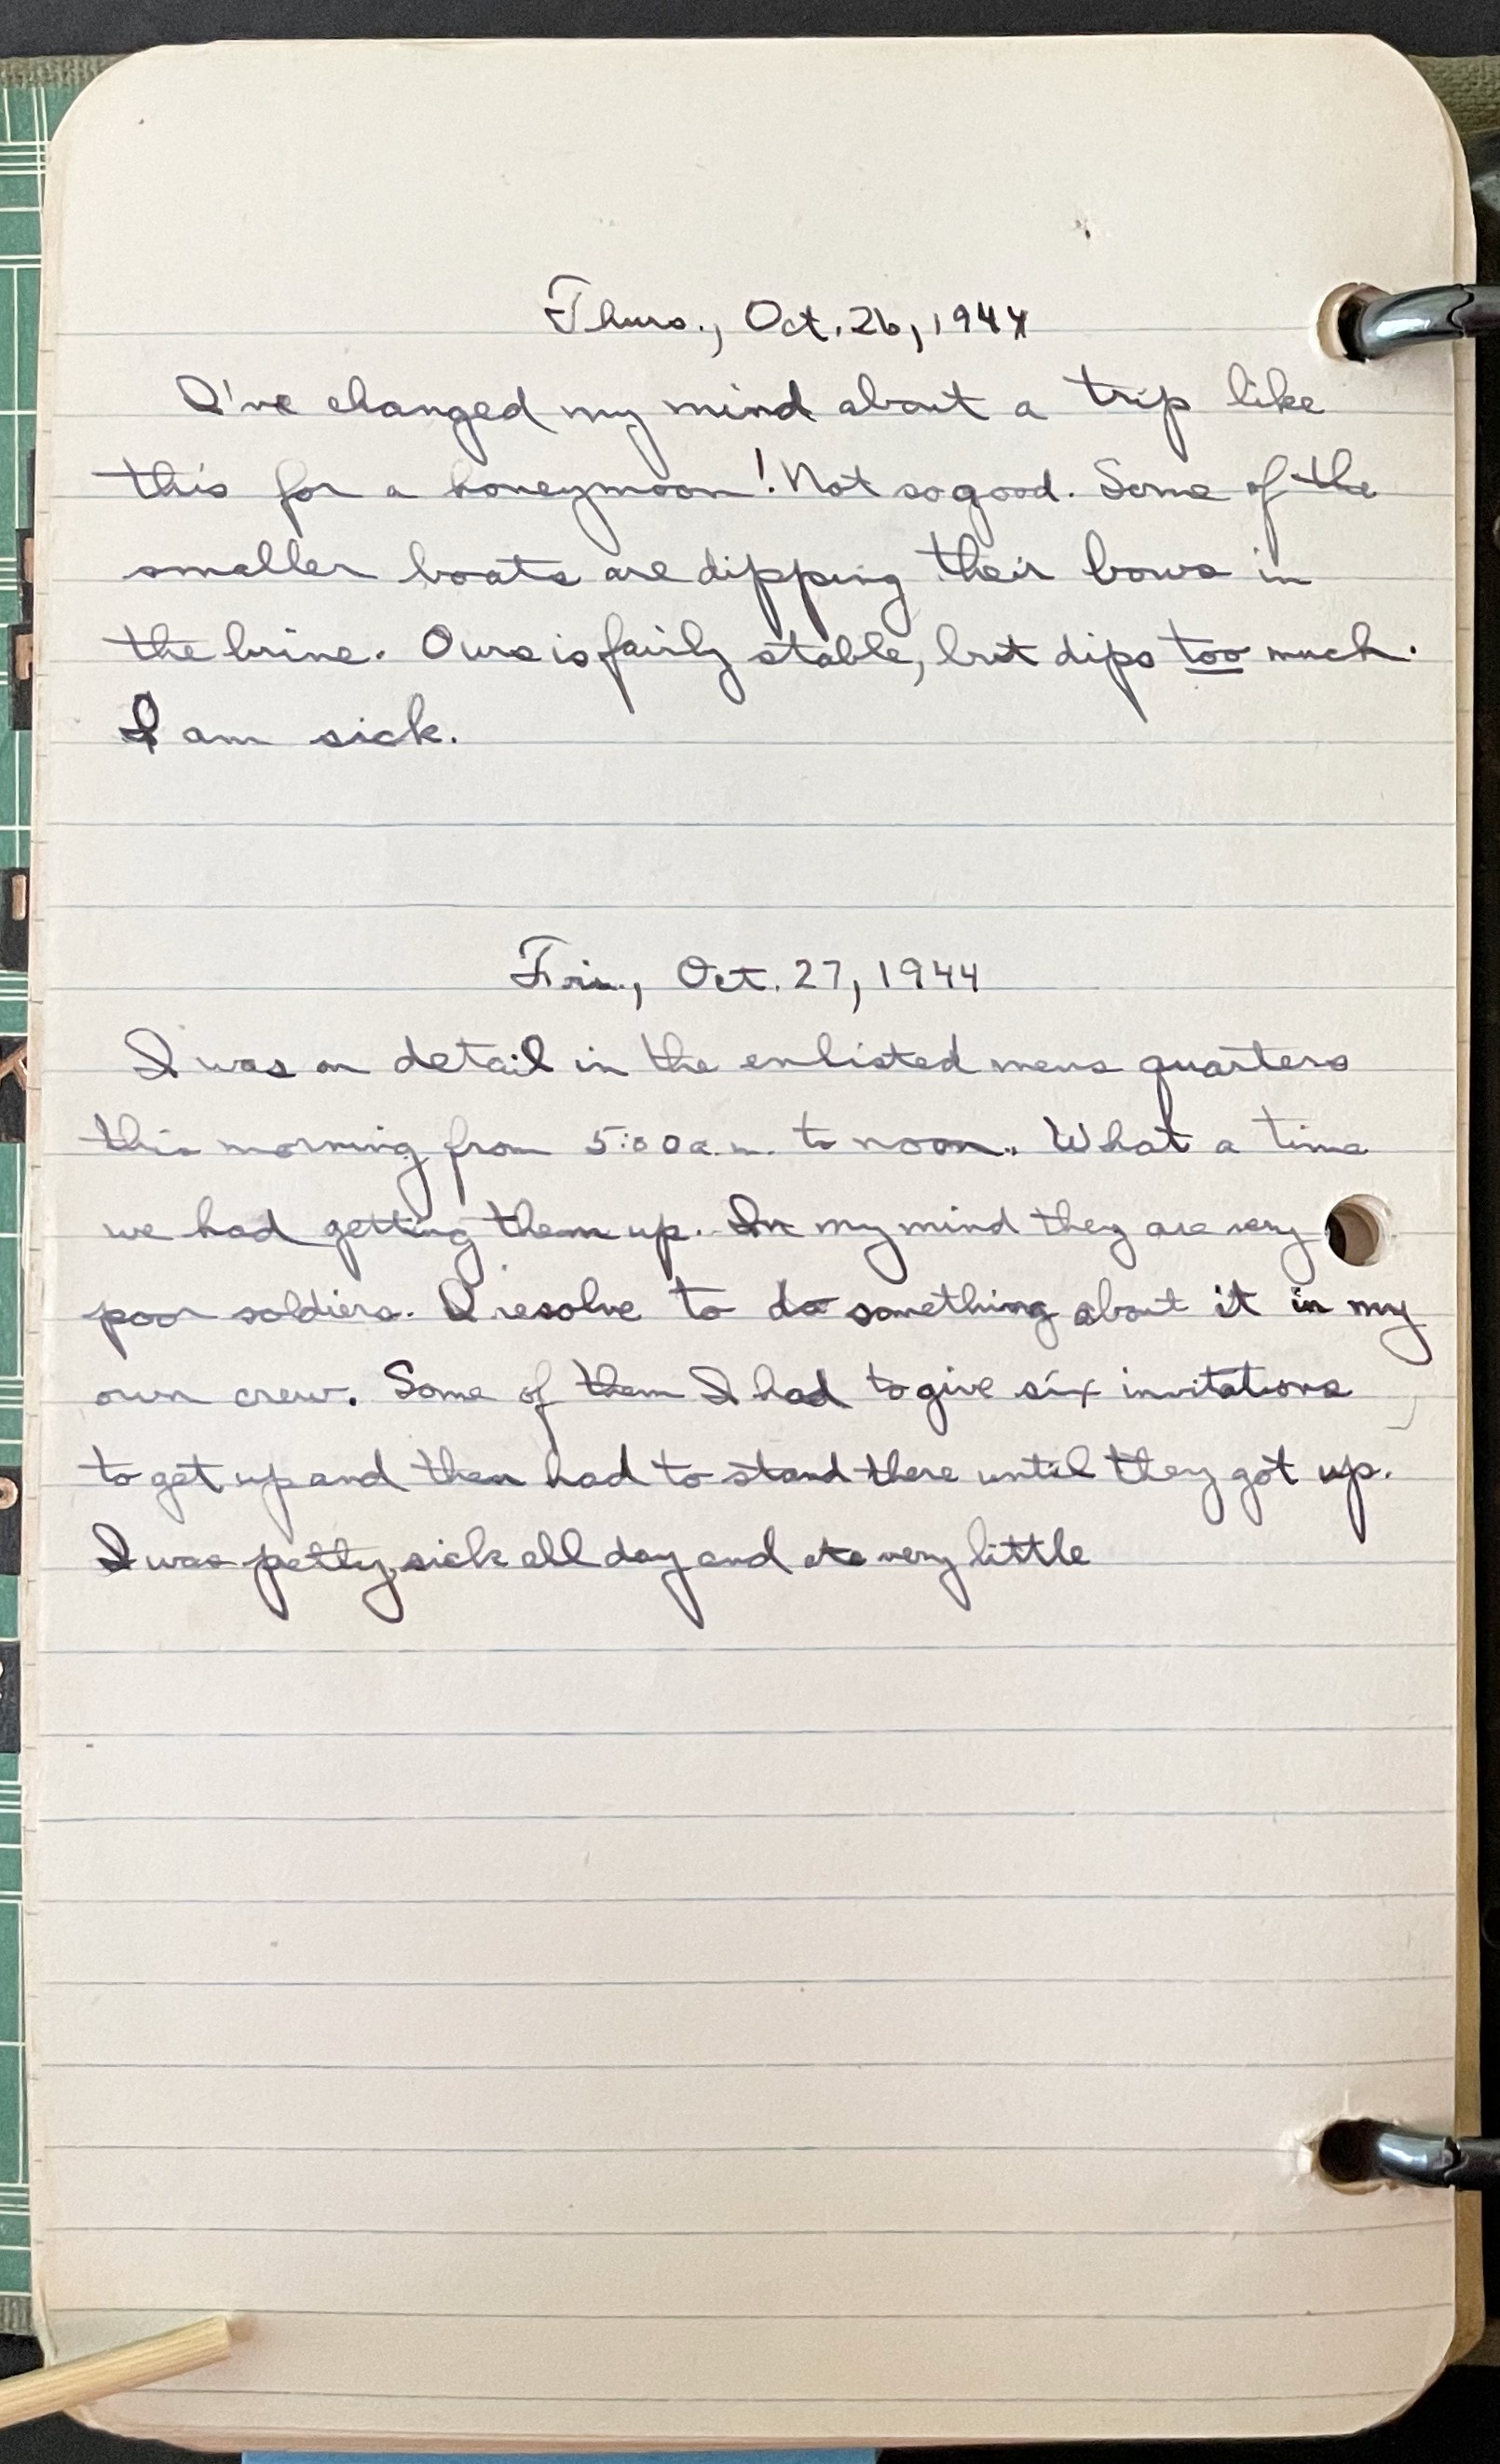 Thurs., Oct. 26, 1944
I've changed my mind about a trip like
this for a honeymoon! Not so good. Some of the
smaller boats are dipping their bows in
the brine. Ours is fairly stable, but dips too much.
I am sick.
Fri., Oct. 27, 1944
I was on detail in the enlisted mens quarters
this morning from 5:00 a.m. to noon. What a time
we had getting them up. In my mind they are very
poor soldiers. I resolve to do something about it in my
own crew. Some of them I had to give six invitations
to get up and then had to stand there until they got up.
I was petty sick all day and ate very little